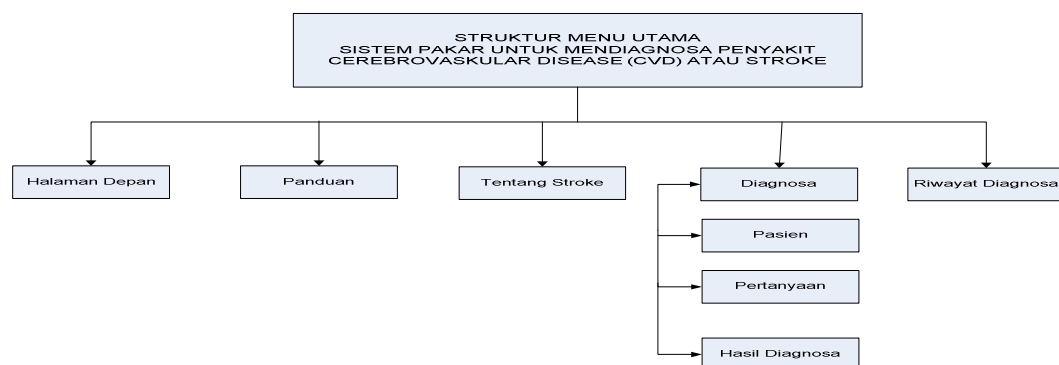 STRUKTUR MENU UTAMA
SISTEM PAKAR UNTUK MENDIAGNOSA PENYAKIT
CEREBROVASKULAR DISEASE (CVD) ATAU STROKE
Halaman Depan
Panduan
Tentang Stroke
Diagnosa
Riwayat Diagnosa
Pasien
Pertanyaan
Hasil Diagnosa